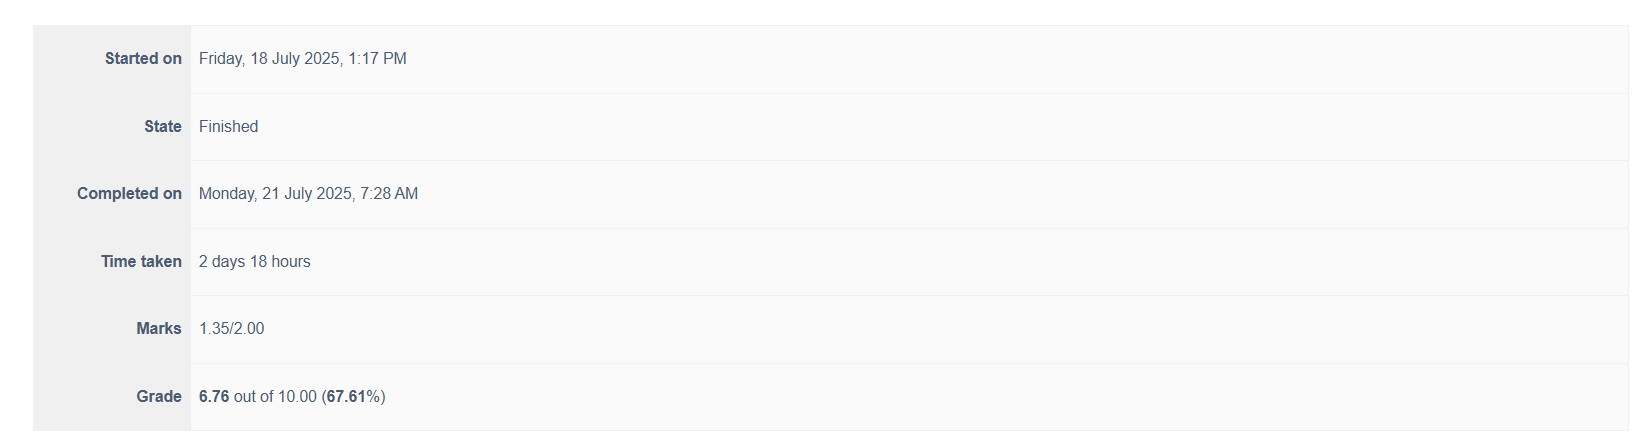 Started on Friday, 18 July 2025, 1:17 PM
State Finished
Completed on Monday, 21 July 2025, 7:28 AM
Time taken 2 days 18 hours
Marks 1.35/2.00
Grade 6.76 out of 10.00 (67.61%)